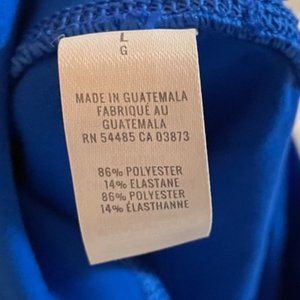 L
G
MADE IN GUATEMALA
FABRIQUÉ AU
GUATEMALA
RN 54485 CA 03873
86% POLYESTER
14% ELASTANE
86% POLYESTER
14% ÉLASTHANNE